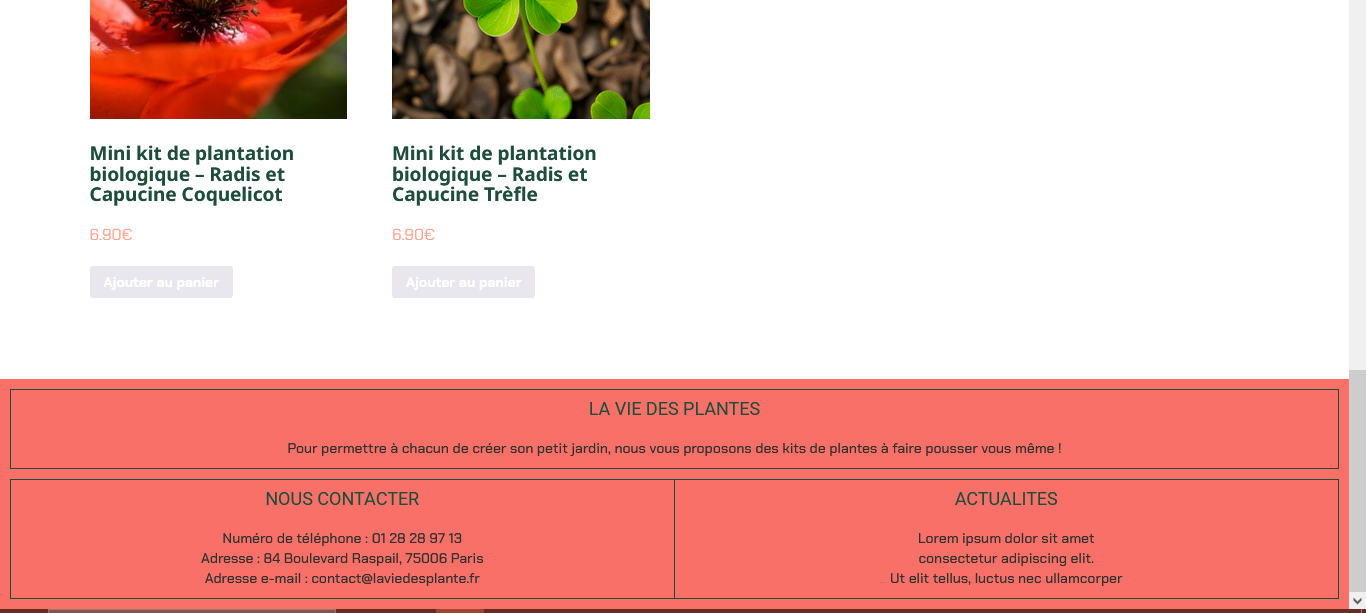 Mini kit de plantation
biologique – Radis et
Capucine Coquelicot
6.90€
Ajouter au panier
Mini kit de plantation
biologique – Radis et
Capucine Trèfle
6.90€
Ajouter au panier
LA VIE DES PLANTES
Pour permettre à chacun de créer son petit jardin, nous vous proposons des kits de plantes à faire pousser vous même !
NOUS CONTACTER
Numéro de téléphone : 01 28 28 97 13
Adresse : 84 Boulevard Raspail, 75006 Paris
Adresse e-mail : contact@laviedesplante.fr
ACTUALITES
Lorem ipsum dolor sit amet
consectetur adipiscing elit.
Ut elit tellus, luctus nec ullamcorper